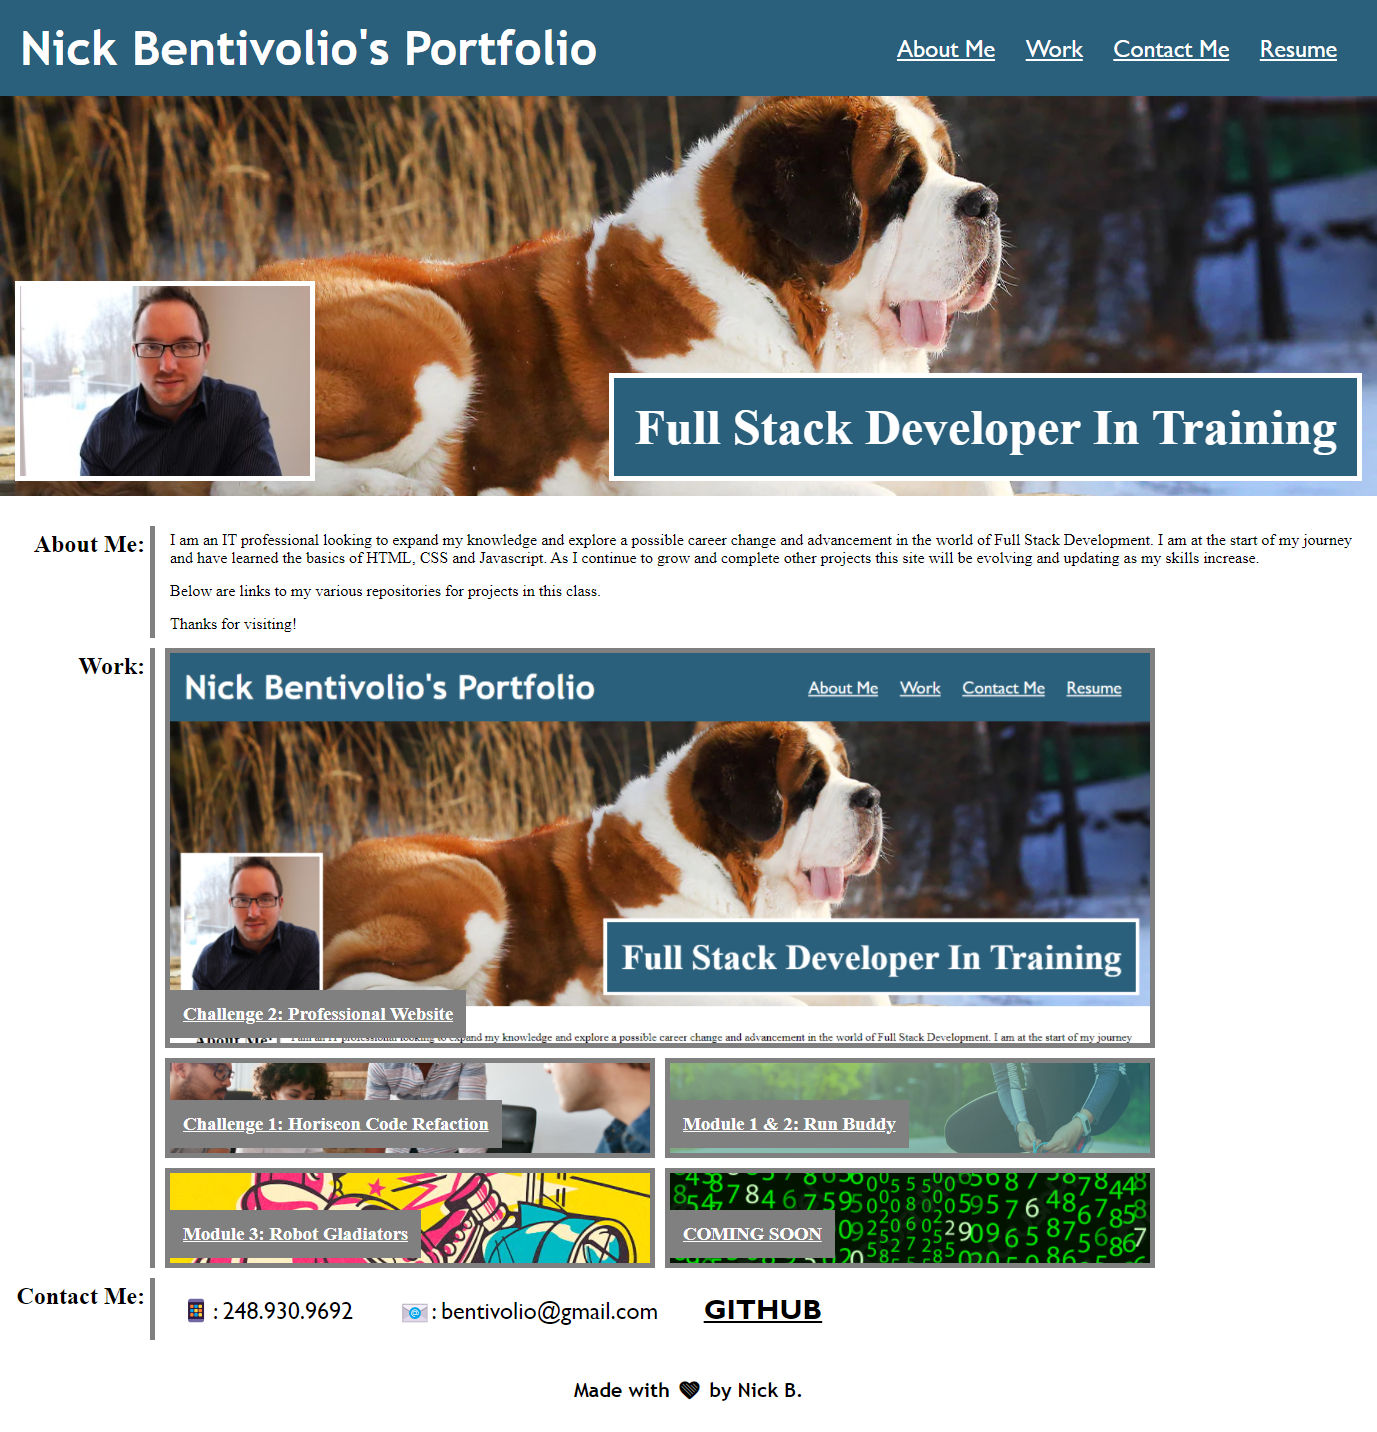 Nick Bentivolio's Portfolio
About Me Work Contact Me Resume
Full Stack Developer In Training
About Me:
I am an IT professional looking to expand my knowledge and explore a possible career change and advancement in the world of Full Stack Development. I am at the start of my journey
and have learned the basics of HTML, CSS and Javascript. As I continue to grow and complete other projects this site will be evolving and updating as my skills increase.
Below are links to my various repositories for projects in this class.
Thanks for visiting!
Work:
Nick Bentivolio's Portfolio
About Me Work Contact Me Resume
Full Stack Developer In Training
Challenge 2: Professional Website
About Me: I am an IT professional looking to expand my knowledge and explore a possible career change and advancement in the world of Full Stack Development. I am at the start of my journey
Challenge 1: Horiseon Code Refaction
Module 1 & 2: Run Buddy
Module 3: Robot Gladiators
COMING SOON
Contact Me:
: 248.930.9692
: bentivolio@gmail.com
GITHUB
Made with 🖤 by Nick B.